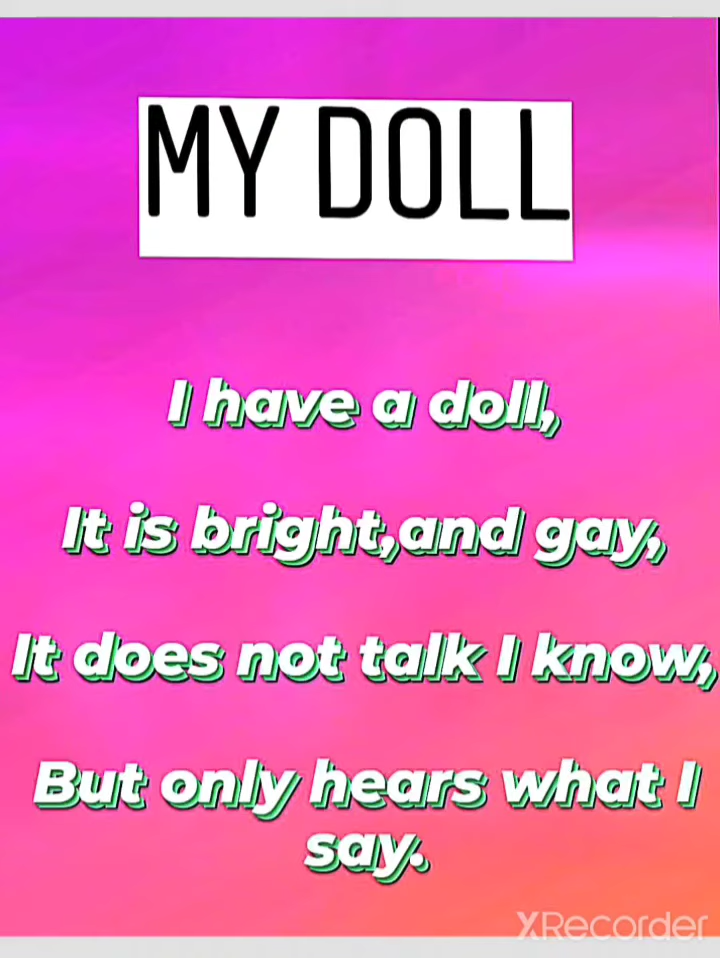 MY DOLL
I have a doll,
It is bright,and gay,
It does not talk I know,
But only hears what I
say.
XRecorder